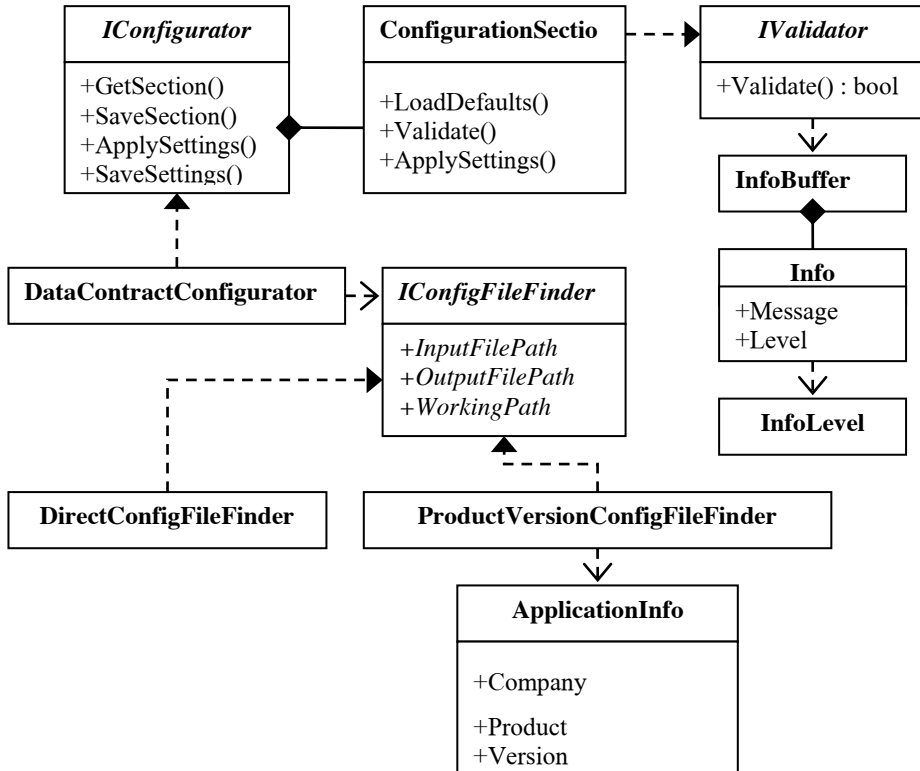 IConfigurator
+GetSection()
+SaveSection()
+ApplySettings()
+SaveSettings()
ConfigurationSectio
+LoadDefaults()
+Validate()
+ApplySettings()
IValidator
+Validate() : bool
InfoBuffer
Info
+Message
+Level
InfoLevel
DataContractConfigurator
IConfigFileFinder
+InputFilePath
+OutputFilePath
+WorkingPath
DirectConfigFileFinder
ProductVersionConfigFileFinder
ApplicationInfo
+Company
+Product
+Version